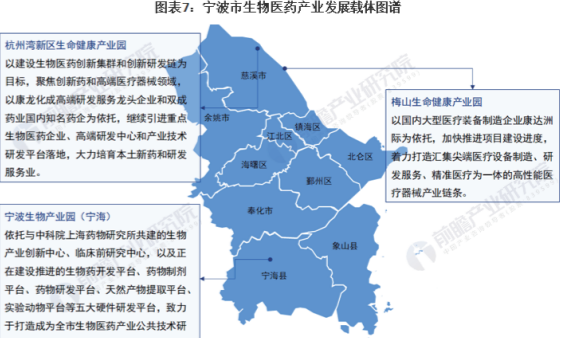 图表7：宁波市生物医药产业发展载体图谱
杭州湾新区生命健康产业园
以建设生物医药创新集群和创新研发链为
目标，聚焦创新药和高端医疗器械领域，
以康龙化成高端研发服务龙头企业和双成
药业国内知名药企为依托，继续引进重点
生物医药企业、高端研发中心和产业技术
研发平台落地，大力培育本土新药和研发
服务业。
宁波生物产业园（宁海）
依托与中科院上海药物研究所共建的生物
产业创新中心、临床前研究中心，以及正
在建设推进的生物药开发平台、药物制剂
平台、药物研发平台、天然产物提取平台、
实验动物平台等五大硬件研发平台，致力
于打造成为全市生物医药产业公共技术研
慈溪市
余姚市
镇海区
江北区
北仑区
海曙区
鄞州区
奉化市
象山县
宁海县
梅山生命健康产业园
以国内大型医疗装备制造企业康达洲
际为依托，加快推进项目建设进度，
着力打造汇集尖端医疗设备制造、研
发服务、精准医疗为一体的高性能医
疗器械产业链条。
前瞻产业研究院
前瞻产业研究院